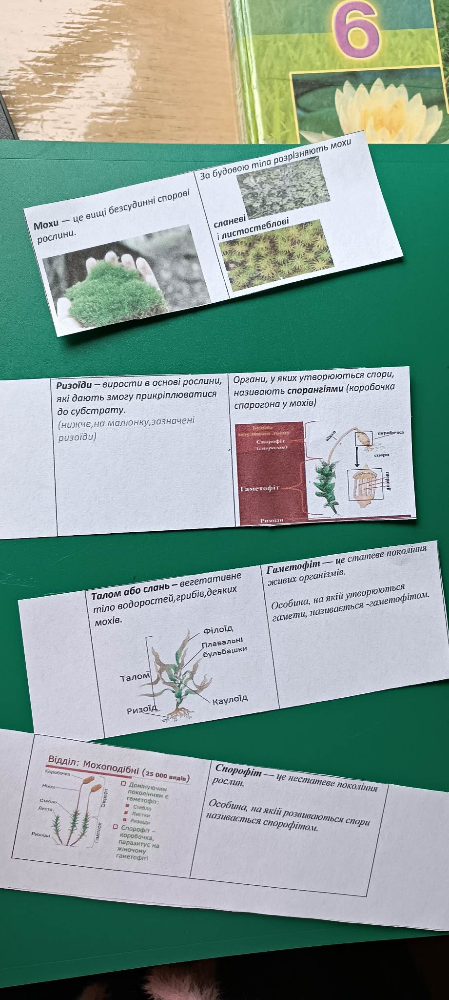 6
Мохи — це вищі безсудинні спорові
рослини.
За будовою тіла розрізняють мохи
сланеві
і листостеблові
Ризоїди – вирости в основі рослини,
які дають змогу прикріплюватися
до субстрату.
(нижче,на малюнку,зазначені
ризоїди)
Органи, у яких утворюються спори,
називають спорангіями (коробочка
спарогона у мохів)
Будова
зозулиного льону
Спорофіт
(спорогон)
Гаметофіт
Ризоїди
ніжка
коробочка
спори
спорангії
Талом або слань – вегетативне
тіло водоростей,грибів,деяких
мохів.
Філоїд
Плавальні
бульбашки
Талом
Каулоїд
Ризоїд
Гаметофіт — це статеве покоління
живих організмів.
Особина, на якій утворюються
гамети, називається -гаметофітом.
Відділ: Мохоподібні (25 000 видів)
Коробочка
Ніжка
Стебло
Листя
Ризоїди
Спорофіт
Гаметофіт
Домінуючим
поколінням є
гаметофіт:
Стебло
Листки
Ризоїди
Спорофіт –
коробочка,
паразитує на
жіночому
гаметофіті
Спорофіт — це нестатеве покоління
рослин.
Особина, на якій розвиваються спори
називається спорофітом.